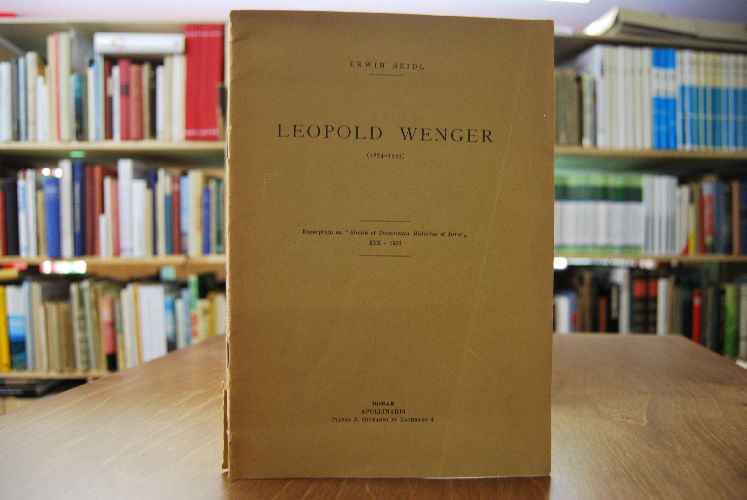 ERWIN SEIDL
LEOPOLD WENGER
(1874-1953)
Excerptum ex "Studia et Documenta Historiae et Iuris„
XIX - 1953
ROMAE
APOLLINARIS
PIAZZA S. GIOVANNI IN LATERANO 4